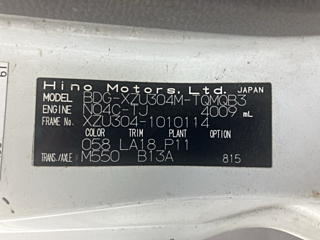 Hino Motors, Ltd. JAPAN
MODEL BDG-XZU304M-TQMQB3
ENGINE N04C-TJ 4009 mL
FRAME No. XZU304-1010114
COLOR TRIM PLANT OPTION
058 LA18 P11
TRANS./AXLE M550 B13A 815